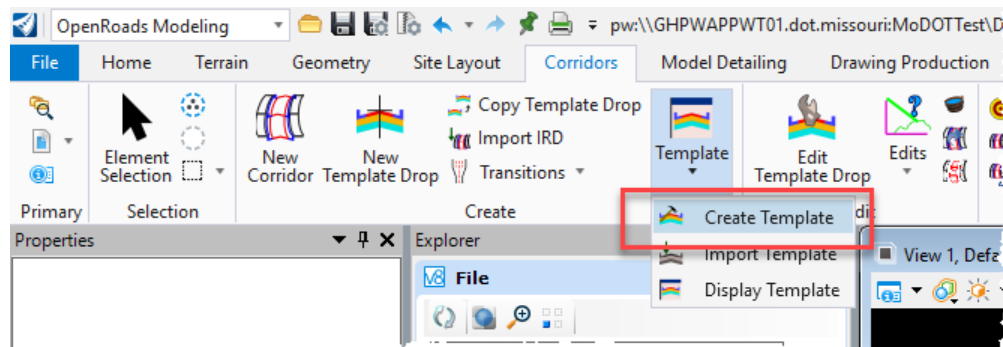 OpenRoads Modeling pw:\\GHPWAPPWT01.dot.missouri:MoDOTTest\D
File Home Terrain Geometry Site Layout Corridors Model Detailing Drawing Production
Element Selection
New Corridor
New Template Drop
Copy Template Drop
Import IRD
Transitions
Template
Edit Template Drop
Edits
Primary Selection Create
Create Template
Import Template
Display Template
Properties
Explorer
File
View 1, Defa